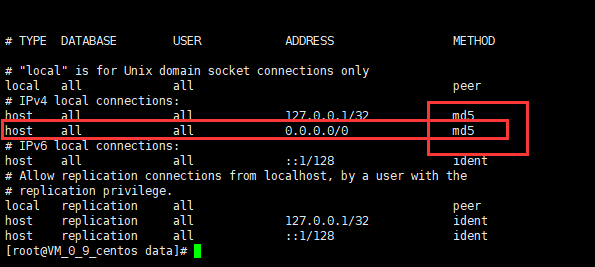 # TYPE  DATABASE        USER            ADDRESS                 METHOD
# "local" is for Unix domain socket connections only
local   all             all                                     peer
# IPv4 local connections:
host    all             all             127.0.0.1/32            md5
host    all             all             0.0.0.0/0               md5
# IPv6 local connections:
host    all             all             ::1/128                 ident
# Allow replication connections from localhost, by a user with the
# replication privilege.
local   replication     all                                     peer
host    replication     all             127.0.0.1/32            ident
host    replication     all             ::1/128                 ident
[root@VM_0_9_centos data]#